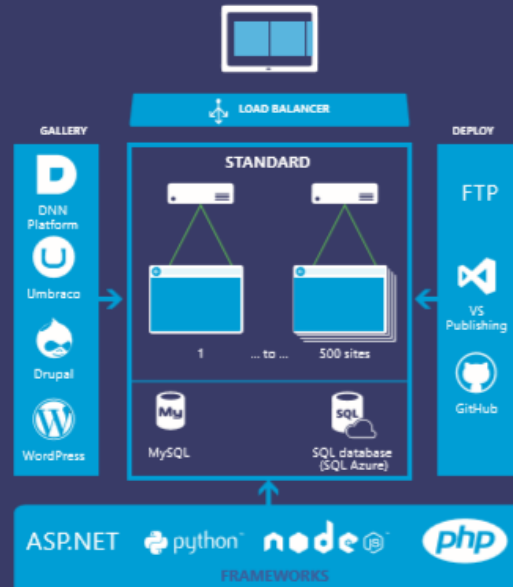 LOAD BALANCER
GALLERY
DEPLOY
STANDARD
DNN
Platform
Umbraco
Drupal
WordPress
1 ... to ... 500 sites
My
MySQL
SQL
SQL database
(SQL Azure)
FTP
VS
Publishing
GitHub
ASP.NET
python
node
JS
php
FRAMEWORKS